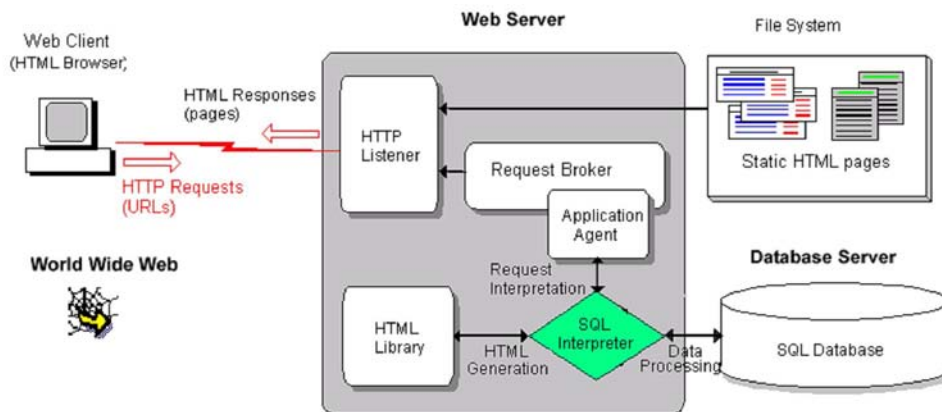 Web Server
File System
Web Client
(HTML Browser;
HTML Responses
(pages)
HTTP
Listener
Request Broker
Static HTML pages
HTTP Requests
(URLs)
Application
Agent
World Wide Web
Request
Interpretation
Database Server
HTML
Library
SQL
Interpreter
HTML
Generation
Data
Processing
SQL Database